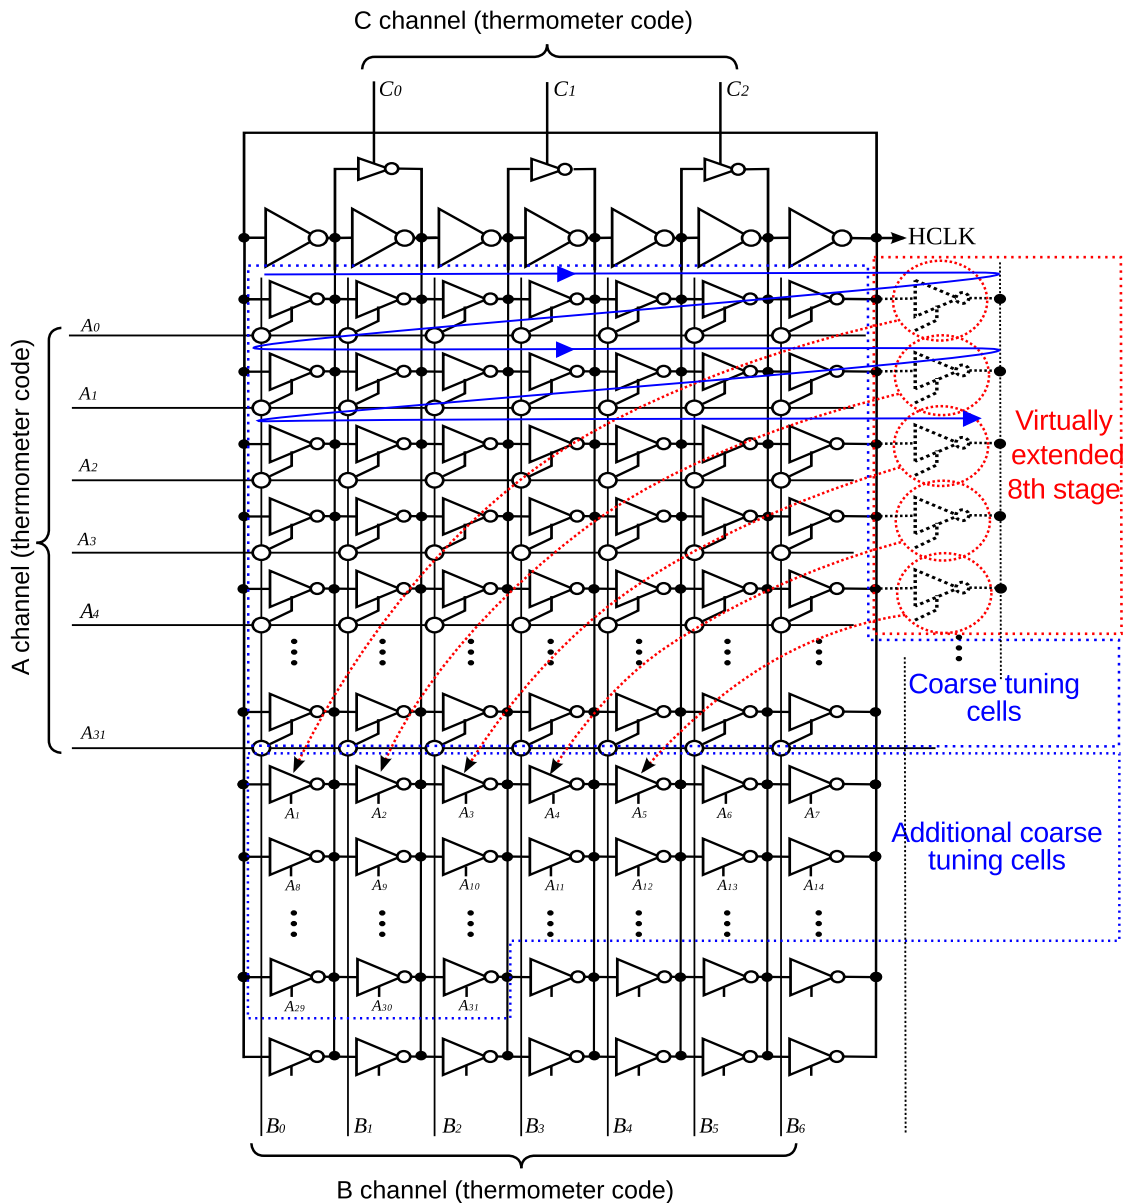 C channel (thermometer code)
C0 C1 C2
HCLK
A0
A1
A2
A3
A4
A31
A channel (thermometer code)
Virtually
extended
8th stage
Coarse tuning
cells
A1 A2 A3 A4 A5 A6 A7
Additional coarse
tuning cells
A8 A9 A10 A11 A12 A13 A14
A29 A30 A31
B0 B1 B2 B3 B4 B5 B6
B channel (thermometer code)